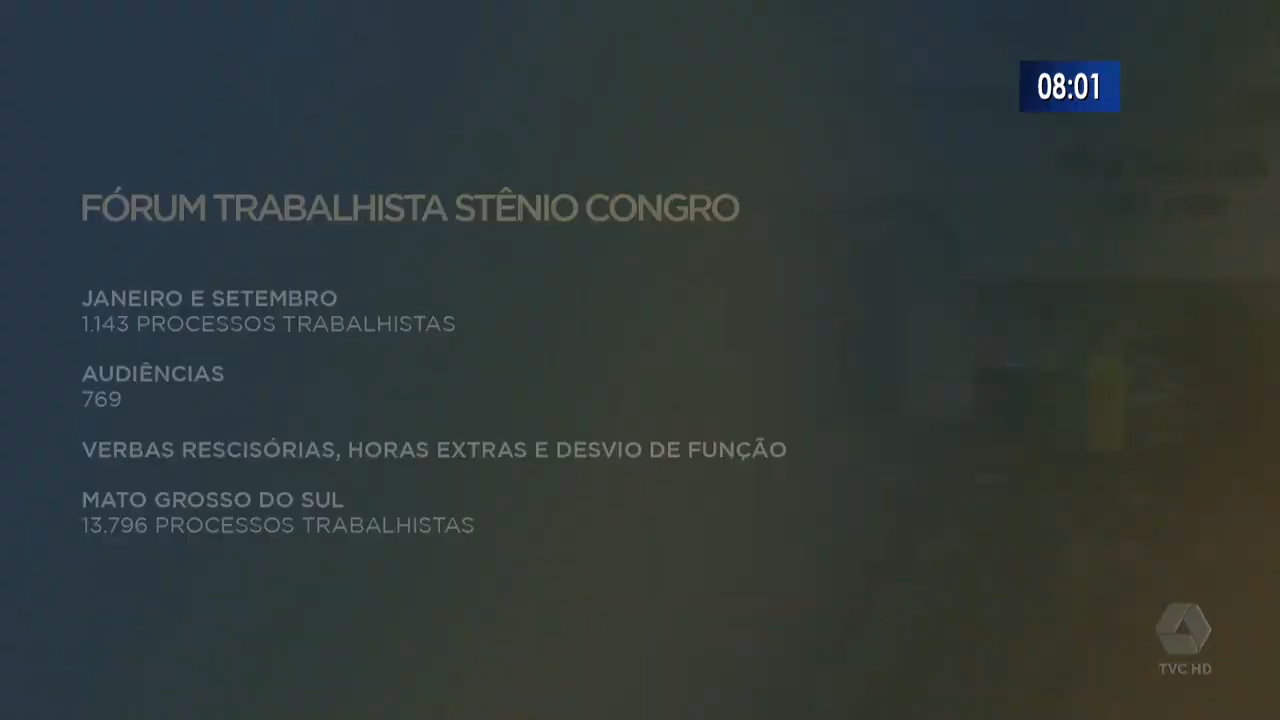 08:01
FÓRUM TRABALHISTA STÊNIO CONGRO
JANEIRO E SETEMBRO
1.143 PROCESSOS TRABALHISTAS
AUDIÊNCIAS
769
VERBAS RESCISÓRIAS, HORAS EXTRAS E DESVIO DE FUNÇÃO
MATO GROSSO DO SUL
13.796 PROCESSOS TRABALHISTAS
TVC HD